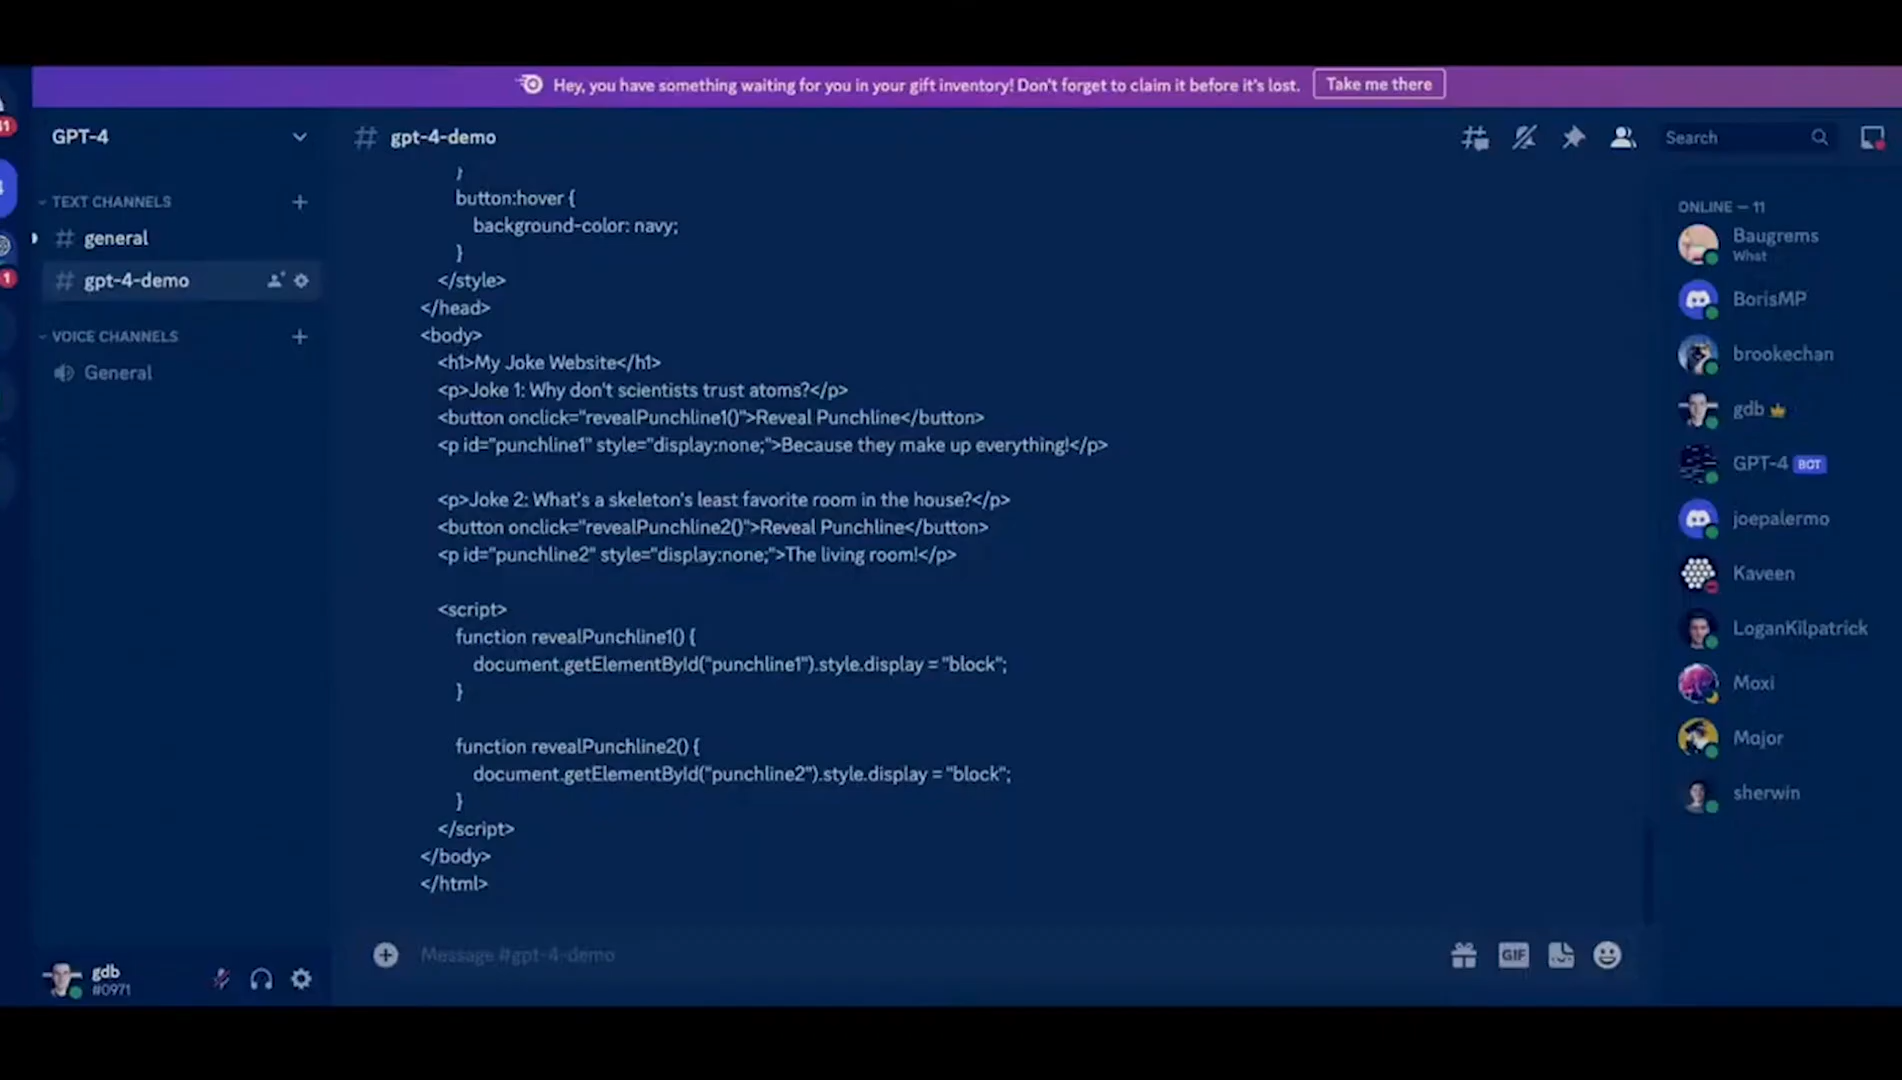 Hey, you have something waiting for you in your gift inventory! Don't forget to claim it before it's lost. Take me there
GPT-4
TEXT CHANNELS
general
gpt-4-demo
VOICE CHANNELS
General
gdb
#0971
gpt-4-demo
Search
}
button:hover {
background-color: navy;
}
</style>
</head>
<body>
<h1>My Joke Website</h1>
<p>Joke 1: Why don't scientists trust atoms?</p>
<button onclick="revealPunchline1()">Reveal Punchline</button>
<p id="punchline1" style="display:none;">Because they make up everything!</p>
<p>Joke 2: What's a skeleton's least favorite room in the house?</p>
<button onclick="revealPunchline2()">Reveal Punchline</button>
<p id="punchline2" style="display:none;">The living room!</p>
<script>
function revealPunchline1() {
document.getElementById("punchline1").style.display = "block";
}
function revealPunchline2() {
document.getElementById("punchline2").style.display = "block";
}
</script>
</body>
</html>
Message #gpt-4-demo
GIF
ONLINE — 11
Baugrems
What
BorisMP
brookechan
gdb
GPT-4 BOT
joepalermo
Kaveen
LoganKilpatrick
Moxi
Major
sherwin